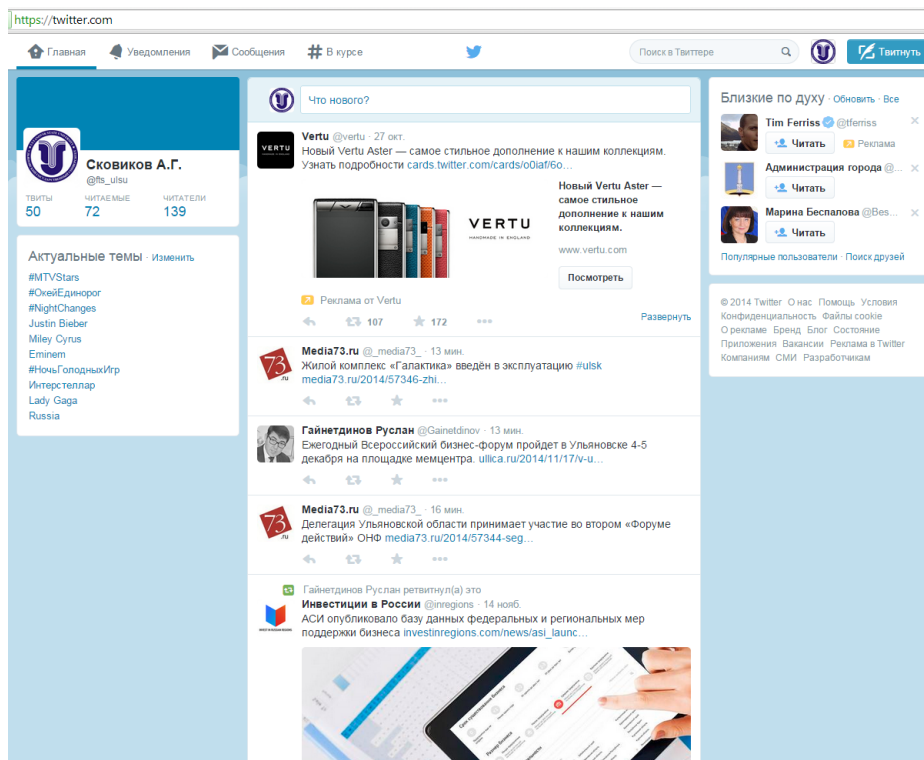 https://twitter.com
Главная Уведомления Сообщения В курсе Поиск в Твиттере Твитнуть
Сковиков А.Г.
@fts_ulsu
ТВИТЫ ЧИТАЕМЫЕ ЧИТАТЕЛИ
50 72 139
Актуальные темы · Изменить
#MTVStars
#ОкейЕдинорог
#NightChanges
Justin Bieber
Miley Cyrus
Eminem
#НочьГолодныхИгр
Интерстеллар
Lady Gaga
Russia
Что нового?
Vertu @vertu · 27 окт.
Новый Vertu Aster — самое стильное дополнение к нашим коллекциям.
Узнать подробности cards.twitter.com/cards/o0iaf/6o...
VERTU
VERTU
HANDMADE IN ENGLAND
Новый Vertu Aster —
самое стильное
дополнение к нашим
коллекциям.
www.vertu.com
Посмотреть
Реклама от Vertu
107 172 Развернуть
73
.ru
Media73.ru @_media73_ · 13 мин.
Жилой комплекс «Галактика» введён в эксплуатацию #ulsk
media73.ru/2014/57346-zhi...
Гайнетдинов Руслан @Gainetdinov · 13 мин.
Ежегодный Всероссийский бизнес-форум пройдет в Ульяновске 4-5
декабря на площадке мемцентра. ullica.ru/2014/11/17/v-u...
73
.ru
Media73.ru @_media73_ · 16 мин.
Делегация Ульяновской области принимает участие во втором «Форуме
действий» ОНФ media73.ru/2014/57344-seg...
Гайнетдинов Руслан ретвитнул(а) это
Инвестиции в России @inregions · 14 нояб.
АСИ опубликовало базу данных федеральных и региональных мер
поддержки бизнеса investinregions.com/news/asi_launc...
Срок существования бизнеса
Размер бизнеса
Близкие по духу · Обновить · Все
Tim Ferriss @tferriss
Читать Реклама
Администрация города @...
Читать
Марина Беспалова @Bes...
Читать
Популярные пользователи · Поиск друзей
© 2014 Twitter О нас Помощь Условия
Конфиденциальность Файлы cookie
О рекламе Бренд Блог Состояние
Приложения Вакансии Реклама в Twitter
Компаниям СМИ Разработчикам